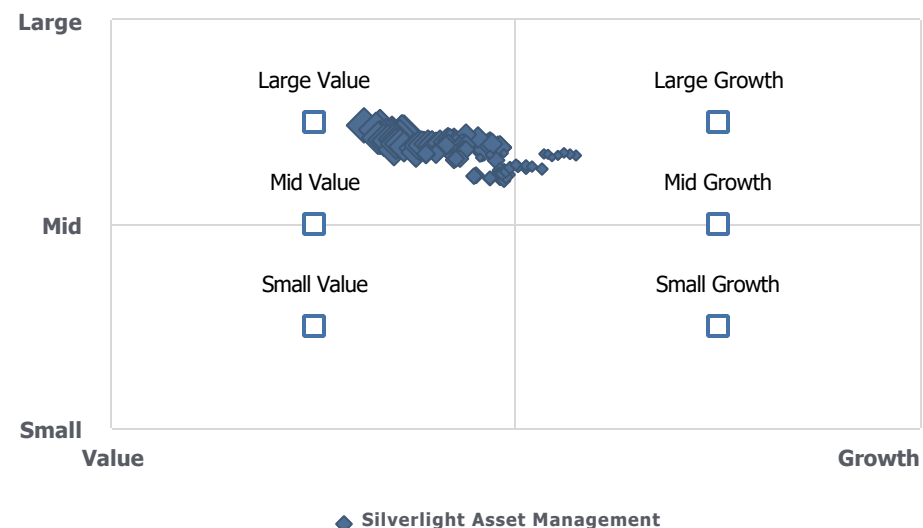 Large
Large Value
Large Growth
Mid Value
Mid Growth
Mid
Small Value
Small Growth
Small
Value
Growth
Silverlight Asset Management